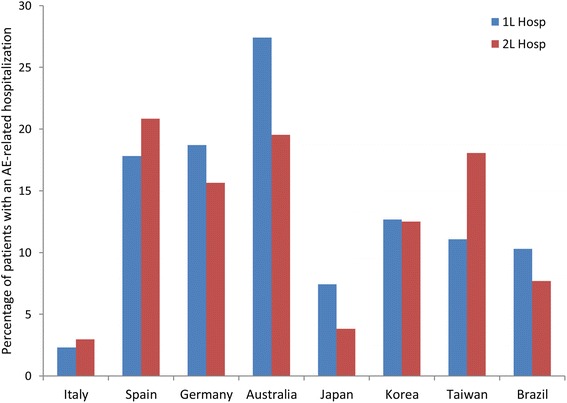 Percentage of patients with an AE-related hospitalization
30
25
20
15
10
5
0
1L Hosp
2L Hosp
Italy Spain Germany Australia Japan Korea Taiwan Brazil